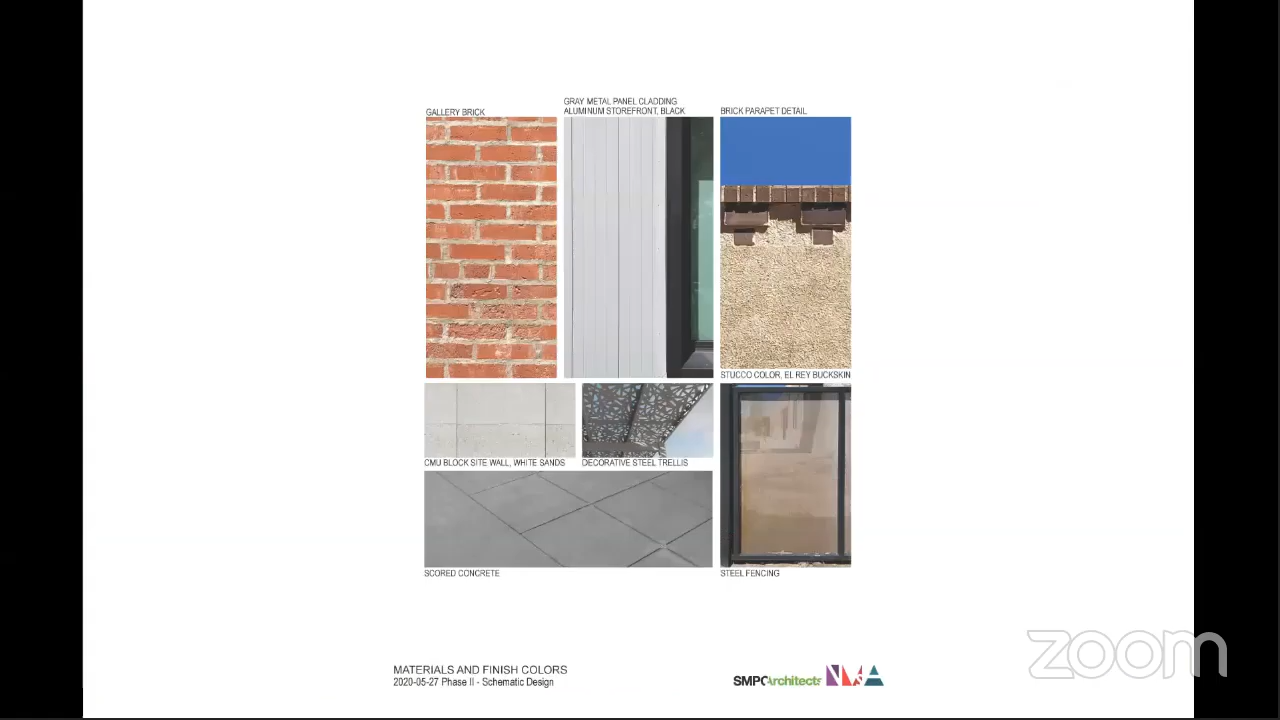 GALLERY BRICK
GRAY METAL PANEL CLADDING
ALUMINUM STOREFRONT, BLACK
BRICK PARAPET DETAIL
STUCCO COLOR, EL REY BUCKSKIN
CMU BLOCK SITE WALL, WHITE SANDS
DECORATIVE STEEL TRELLIS
SCORED CONCRETE
STEEL FENCING
MATERIALS AND FINISH COLORS
2020-05-27 Phase II - Schematic Design
SMPCArchitects
zoom